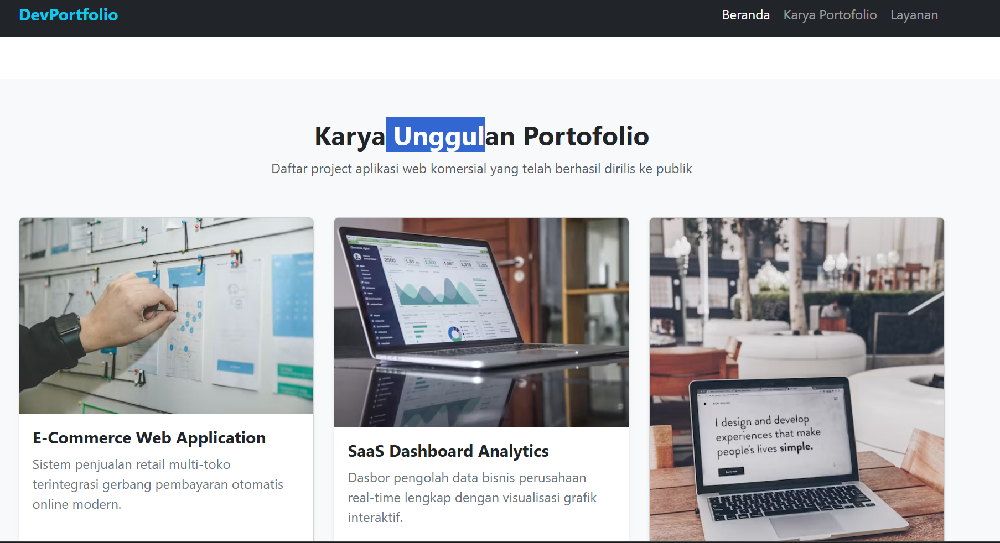 DevPortfolio
Beranda Karya Portofolio Layanan
Karya Unggulan Portofolio
Daftar project aplikasi web komersial yang telah berhasil dirilis ke publik
2500 1.51 2,500 4,567 2,315 7,325
E-Commerce Web Application
Sistem penjualan retail multi-toko
terintegrasi gerbang pembayaran otomatis
online modern.
SaaS Dashboard Analytics
Dasbor pengolah data bisnis perusahaan
real-time lengkap dengan visualisasi grafik
interaktif.
BEN KOLDE
I design and develop
experiences that make
people's lives simple.